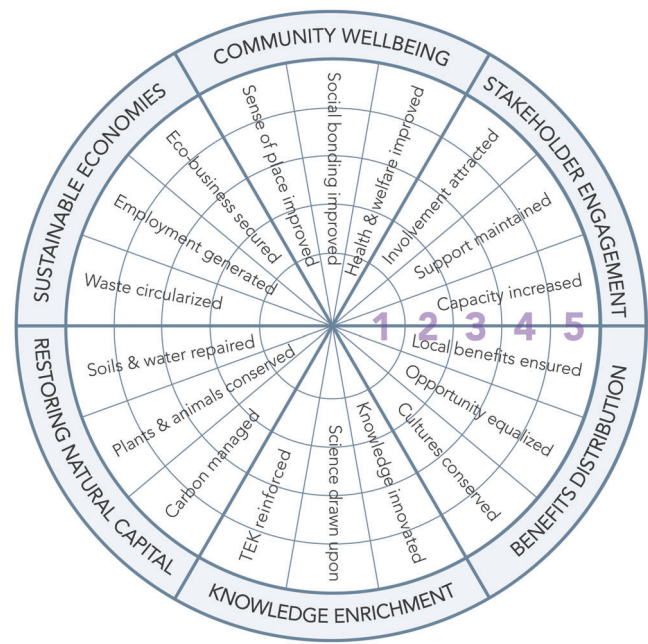 COMMUNITY WELLBEING
Sense of place improved
Social bonding improved
Health & welfare improved
STAKEHOLDER ENGAGEMENT
Involvement attracted
Support maintained
Capacity increased
BENEFITS DISTRIBUTION
Local benefits ensured
Opportunity equalized
Cultures conserved
KNOWLEDGE ENRICHMENT
Knowledge innovated
Science drawn upon
TEK reinforced
RESTORING NATURAL CAPITAL
Carbon managed
Plants & animals conserved
Soils & water repaired
SUSTAINABLE ECONOMIES
Waste circularized
Employment generated
Eco-business secured
1 2 3 4 5